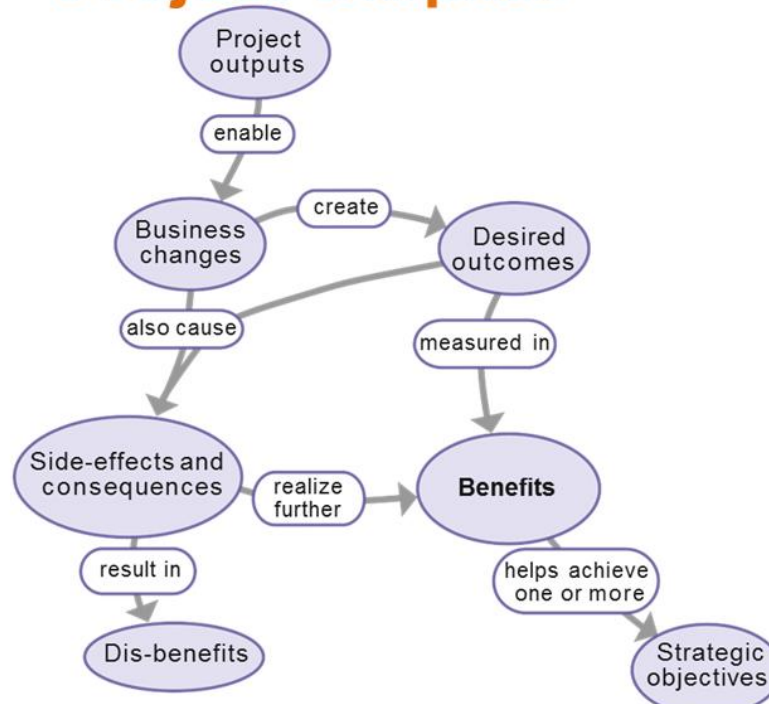 Project
outputs
enable
Business
changes
create
Desired
outcomes
also cause
measured in
Side-effects and
consequences
realize
further
Benefits
result in
helps achieve
one or more
Dis-benefits
Strategic
objectives